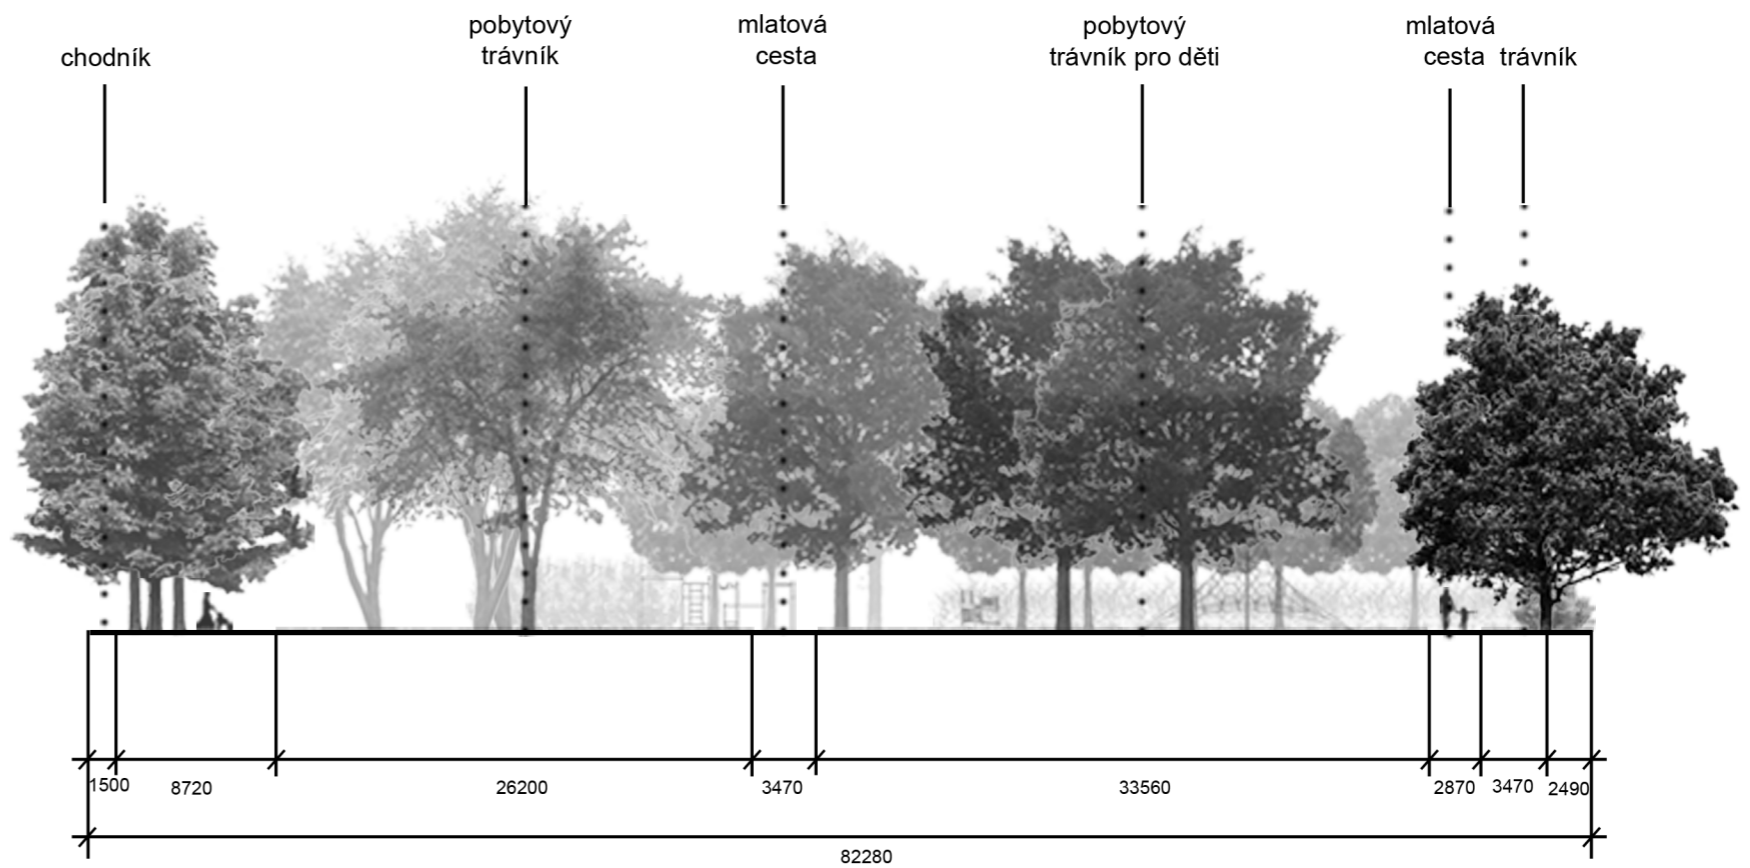 chodník
pobytový
trávník
mlatová
cesta
pobytový
trávník pro děti
mlatová
cesta
trávník
1500
8720
26200
3470
33560
2870
3470
2490
82280